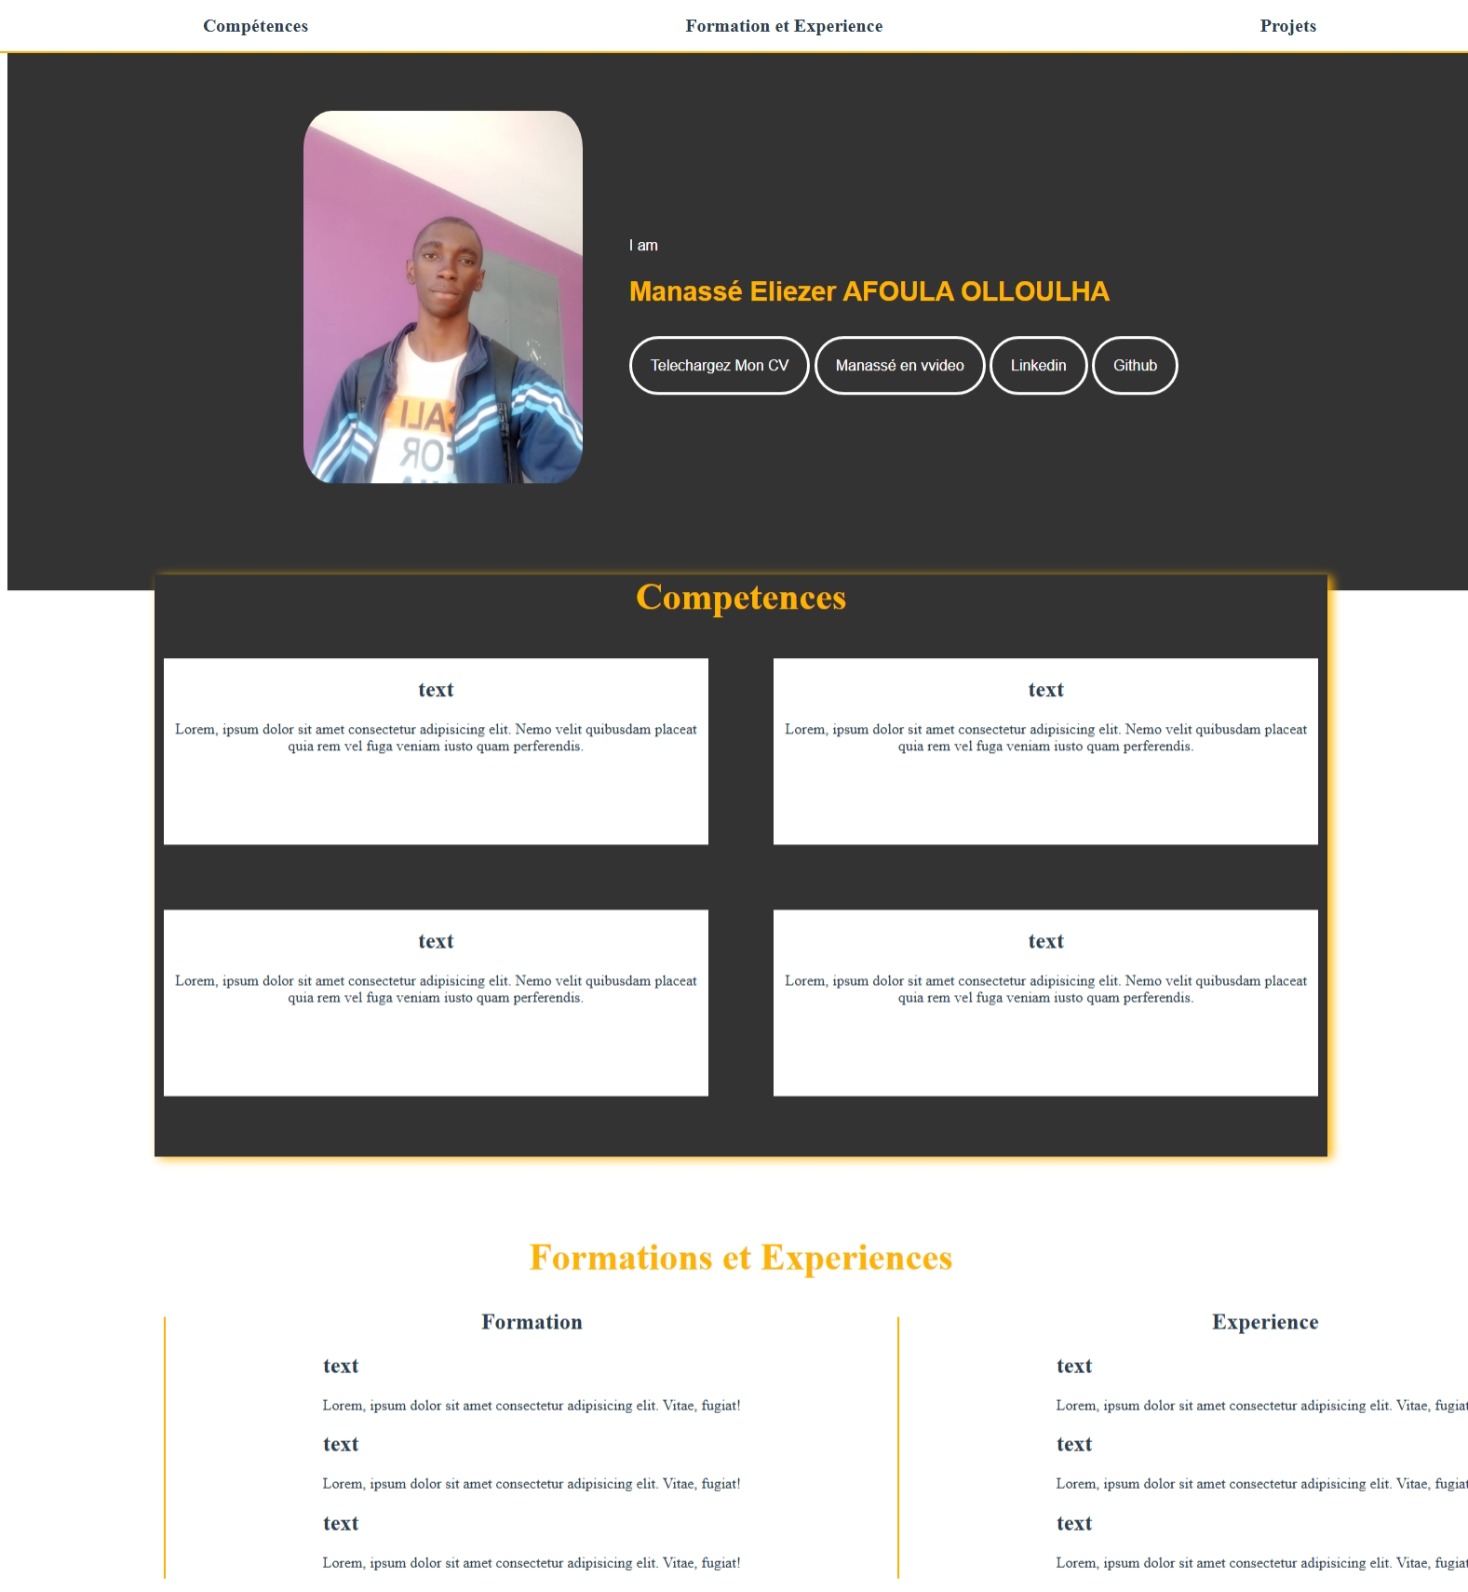 Compétences Formation et Experience Projets
I am
Manassé Eliezer AFOULA OLLOULHA
Telechargez Mon CV Manassé en vvideo Linkedin Github
CALI
FOR
Competences
text text
Lorem, ipsum dolor sit amet consectetur adipisicing elit. Nemo velit quibusdam placeat Lorem, ipsum dolor sit amet consectetur adipisicing elit. Nemo velit quibusdam placeat
quia rem vel fuga veniam iusto quam perferendis. quia rem vel fuga veniam iusto quam perferendis.
text text
Lorem, ipsum dolor sit amet consectetur adipisicing elit. Nemo velit quibusdam placeat Lorem, ipsum dolor sit amet consectetur adipisicing elit. Nemo velit quibusdam placeat
quia rem vel fuga veniam iusto quam perferendis. quia rem vel fuga veniam iusto quam perferendis.
Formations et Experiences
Formation Experience
text text
Lorem, ipsum dolor sit amet consectetur adipisicing elit. Vitae, fugiat! Lorem, ipsum dolor sit amet consectetur adipisicing elit. Vitae, fugiat
text text
Lorem, ipsum dolor sit amet consectetur adipisicing elit. Vitae, fugiat! Lorem, ipsum dolor sit amet consectetur adipisicing elit. Vitae, fugiat
text text
Lorem, ipsum dolor sit amet consectetur adipisicing elit. Vitae, fugiat! Lorem, ipsum dolor sit amet consectetur adipisicing elit. Vitae, fugiat